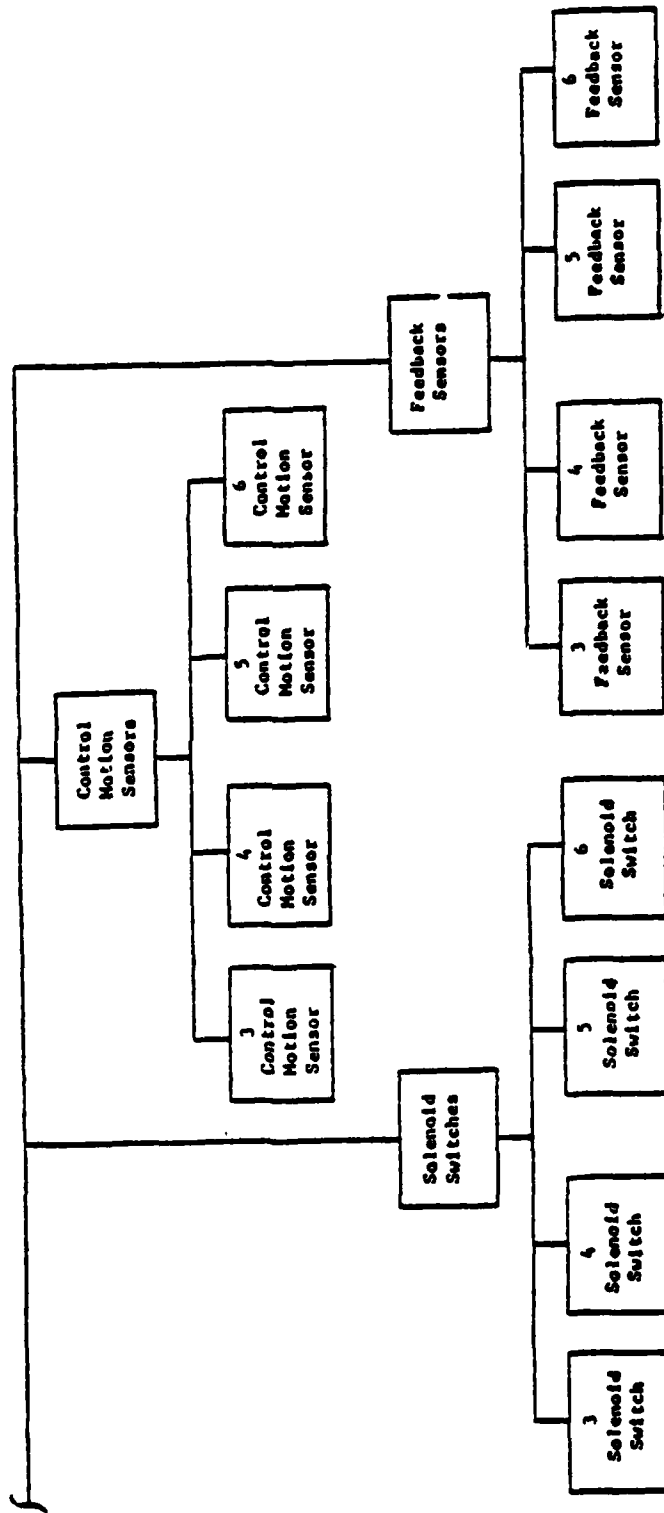 Control
Motion
Sensors
3
Control
Motion
Sensor
4
Control
Motion
Sensor
5
Control
Motion
Sensor
6
Control
Motion
Sensor
Solenoid
Switches
Feedback
Sensors
3
Solenoid
Switch
4
Solenoid
Switch
5
Solenoid
Switch
6
Solenoid
Switch
3
Feedback
Sensor
4
Feedback
Sensor
5
Feedback
Sensor
6
Feedback
Sensor